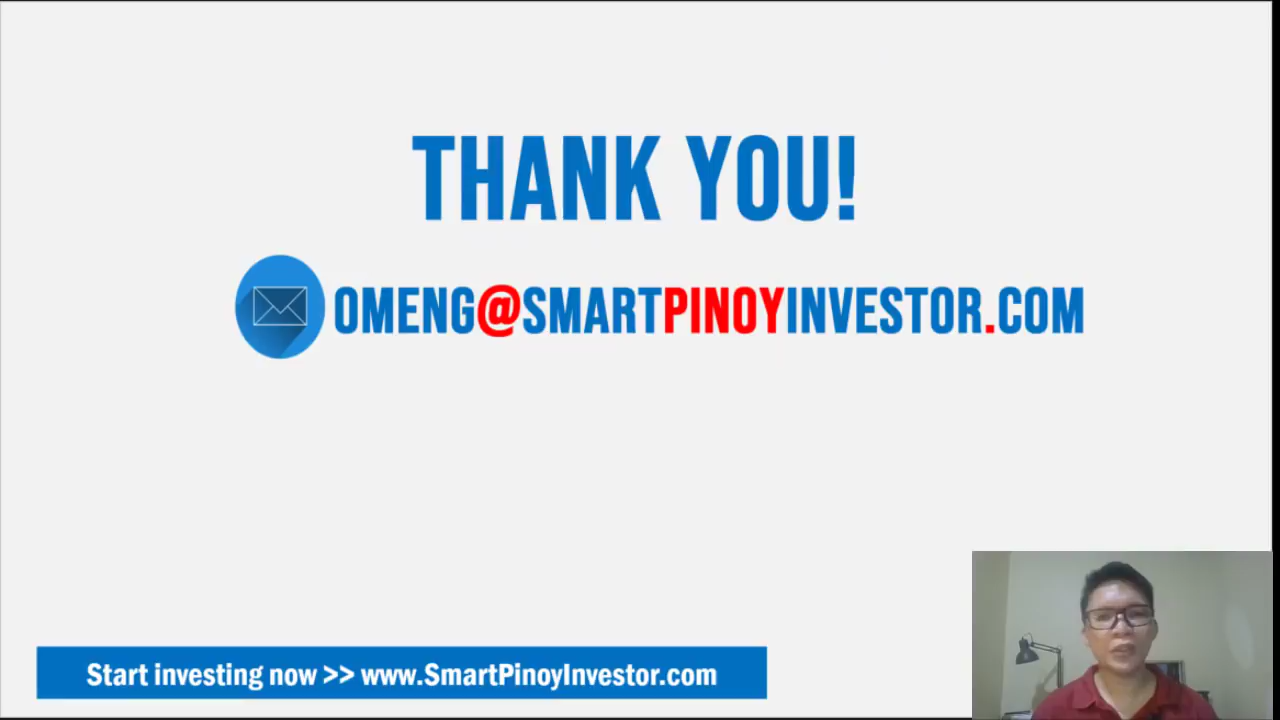 THANK YOU!
OMENG@SMARTPINOYINVESTOR.COM
Start investing now >> www.SmartPinoyInvestor.com